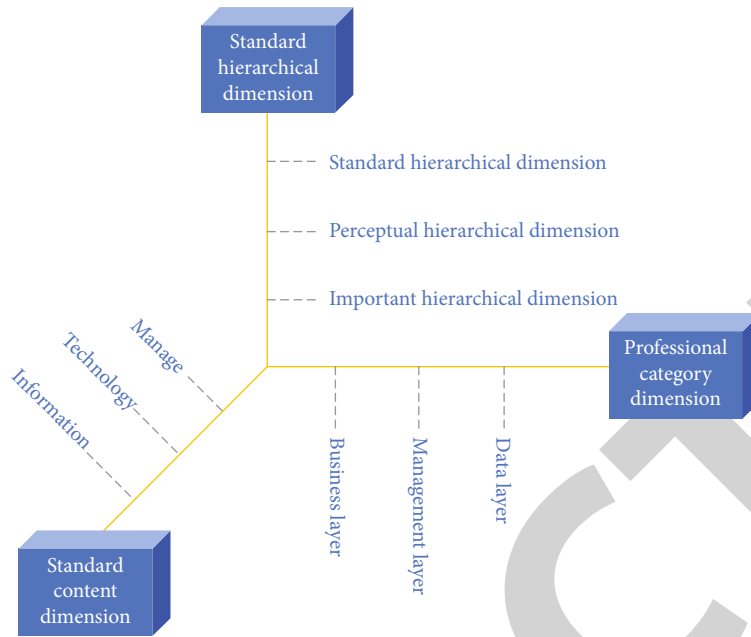 Standard
hierarchical
dimension
Standard hierarchical dimension
Perceptual hierarchical dimension
Important hierarchical dimension
Manage
Technology
Information
Professional
category
dimension
Business layer
Management layer
Data layer
Standard
content
dimension